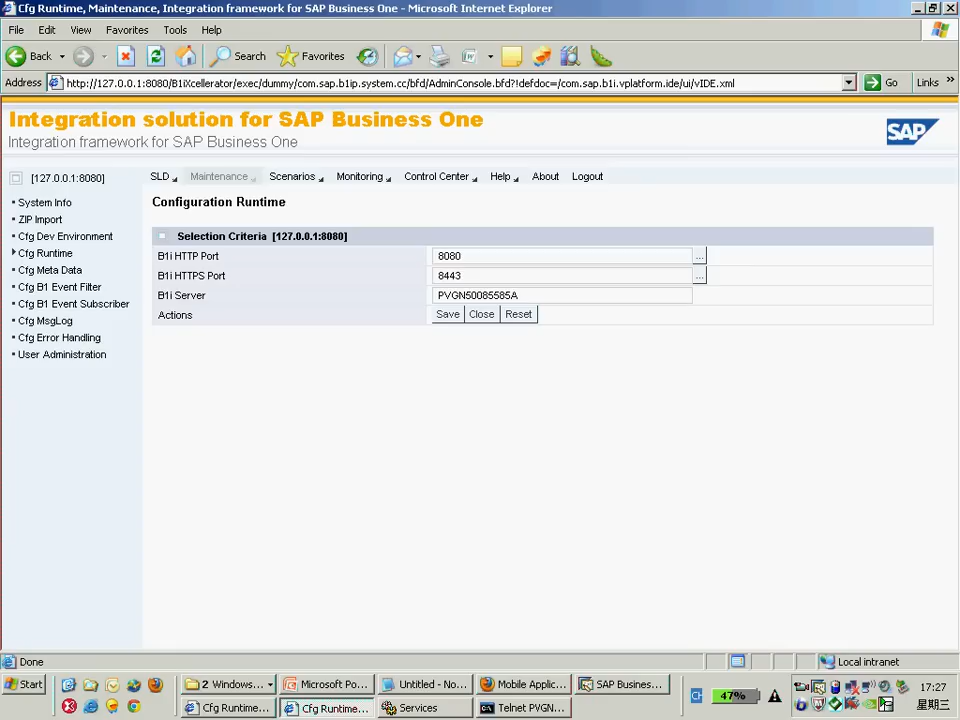 Cfg Runtime, Maintenance, Integration framework for SAP Business One - Microsoft Internet Explorer
File Edit View Favorites Tools Help
Back Search Favorites
Address http://127.0.0.1:8080/B1iXcellerator/exec/dummy/com.sap.b1ip.system.cc/bfd/AdminConsole.bfd?!defdoc=/com.sap.b1i.vplatform.ide/ui/vIDE.xml Go Links »
Integration solution for SAP Business One
Integration framework for SAP Business One
SAP
[127.0.0.1:8080]
SLD Maintenance Scenarios Monitoring Control Center Help About Logout
System Info
ZIP Import
Cfg Dev Environment
Cfg Runtime
Cfg Meta Data
Cfg B1 Event Filter
Cfg B1 Event Subscriber
Cfg MsgLog
Cfg Error Handling
User Administration
Configuration Runtime
Selection Criteria [127.0.0.1:8080]
B1i HTTP Port 8080 ...
B1i HTTPS Port 8443 ...
B1i Server PVGN50085585A
Actions Save Close Reset
Done Local intranet
Start 2 Windows... Microsoft Po... Untitled - No... Mobile Applic... SAP Busines... 47% 17:27
Cfg Runtime... Cfg Runtime... Services Telnet PVGN... 星期三